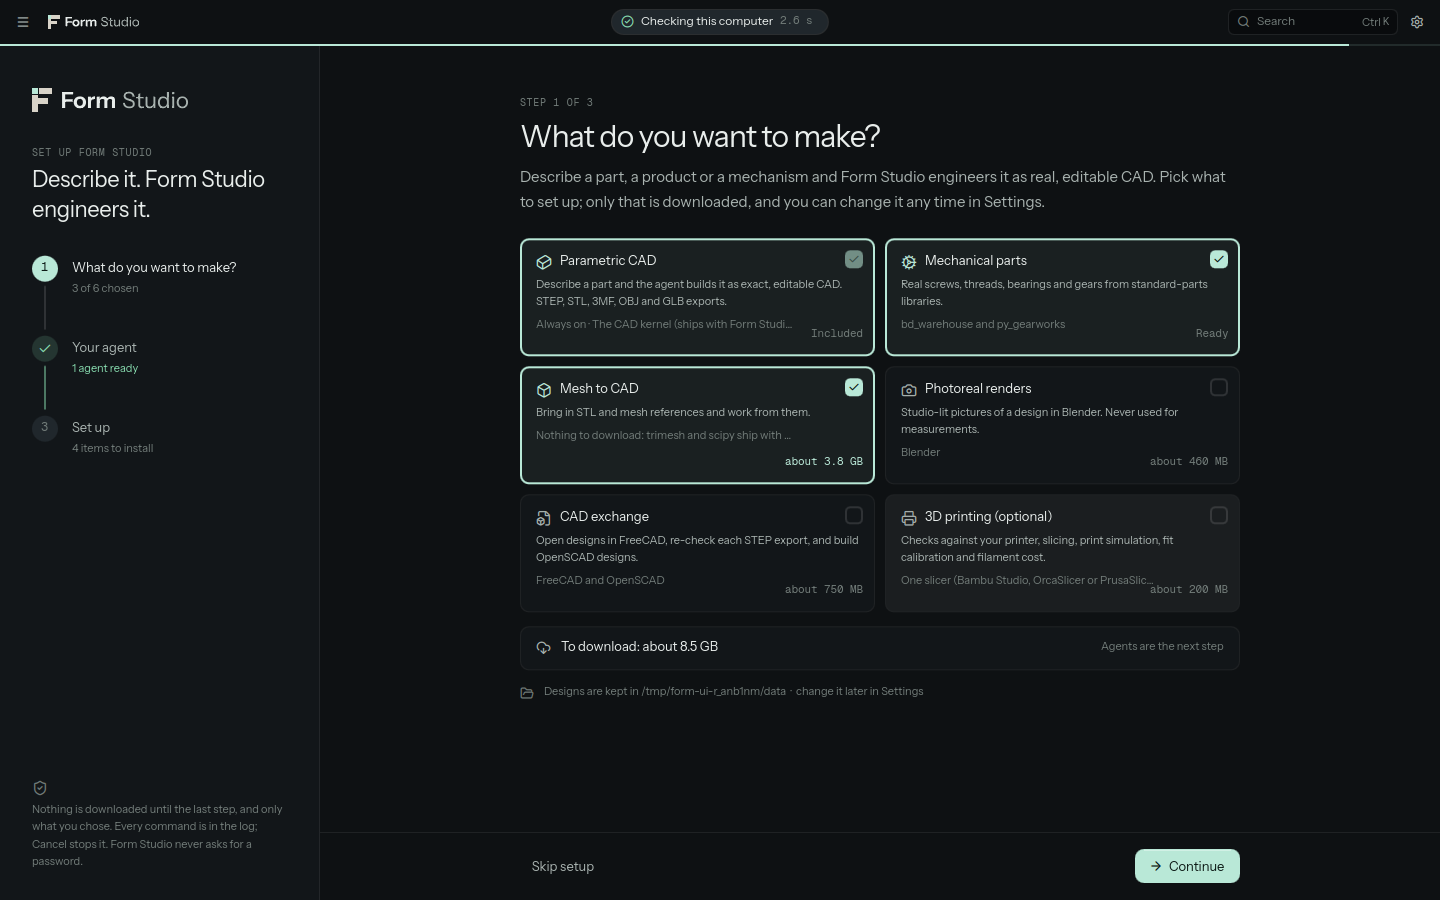 Form Studio
Checking this computer 2.6 s
Search Ctrl K
Form Studio
SET UP FORM STUDIO
Describe it. Form Studio
engineers it.
1 What do you want to make?
3 of 6 chosen
Your agent
1 agent ready
3 Set up
4 items to install
Nothing is downloaded until the last step, and only
what you chose. Every command is in the log;
Cancel stops it. Form Studio never asks for a
password.
STEP 1 OF 3
What do you want to make?
Describe a part, a product or a mechanism and Form Studio engineers it as real, editable CAD. Pick what
to set up; only that is downloaded, and you can change it any time in Settings.
Parametric CAD
Describe a part and the agent builds it as exact, editable CAD.
STEP, STL, 3MF, OBJ and GLB exports.
Always on · The CAD kernel (ships with Form Studi...
Included
Mechanical parts
Real screws, threads, bearings and gears from standard-parts
libraries.
bd_warehouse and py_gearworks
Ready
Mesh to CAD
Bring in STL and mesh references and work from them.
Nothing to download: trimesh and scipy ship with ...
about 3.8 GB
Photoreal renders
Studio-lit pictures of a design in Blender. Never used for
measurements.
Blender
about 460 MB
CAD exchange
Open designs in FreeCAD, re-check each STEP export, and build
OpenSCAD designs.
FreeCAD and OpenSCAD
about 750 MB
3D printing (optional)
Checks against your printer, slicing, print simulation, fit
calibration and filament cost.
One slicer (Bambu Studio, OrcaSlicer or PrusaSlic...
about 200 MB
To download: about 8.5 GB
Agents are the next step
Designs are kept in /tmp/form-ui-r_anb1nm/data · change it later in Settings
Skip setup
Continue